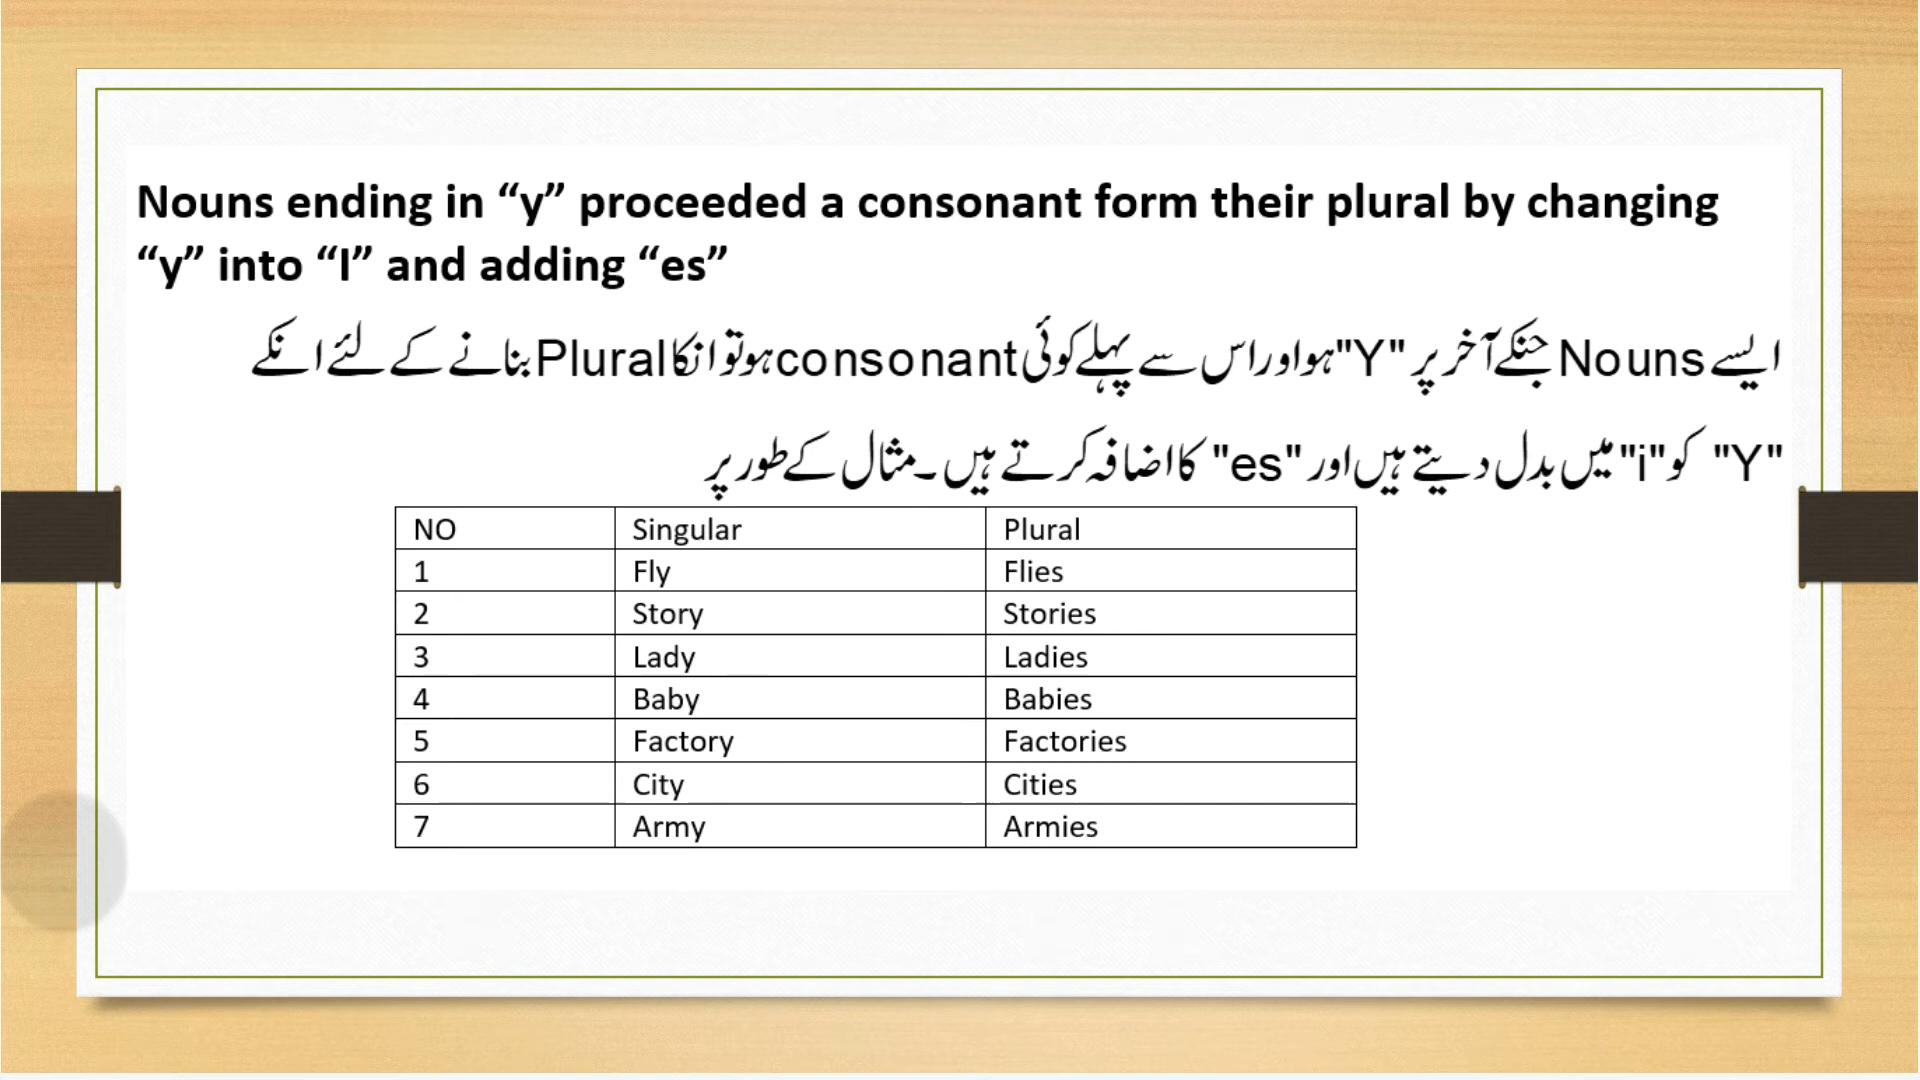 Nouns ending in “y” proceeded a consonant form their plural by changing
“y” into “I” and adding “es”
ایسے Nouns جنکے آخر پر "Y" ہو اور اس سے پہلے کوئی consonant ہو تو انکا Plural بنانے کے لئے انکے
"Y" کو "i" میں بدل دیتے ہیں اور "es" کا اضافہ کرتے ہیں۔ مثال کے طور پر
NO Singular Plural
1 Fly Flies
2 Story Stories
3 Lady Ladies
4 Baby Babies
5 Factory Factories
6 City Cities
7 Army Armies